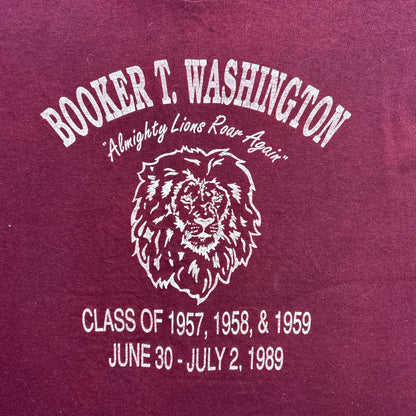 BOOKER T. WASHINGTON
"Almighty Lions Roar Again"
CLASS OF 1957, 1958, & 1959
JUNE 30 - JULY 2, 1989